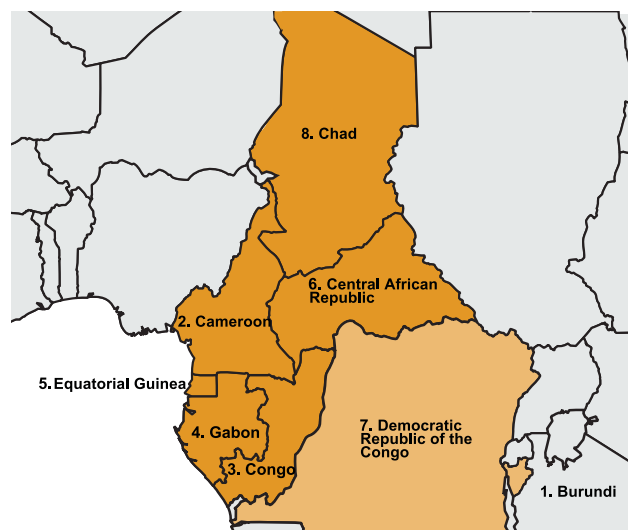 8. Chad
6. Central African
Republic
2. Cameroon
5. Equatorial Guinea
4. Gabon
7. Democratic
Republic of the
Congo
3. Congo
1. Burundi